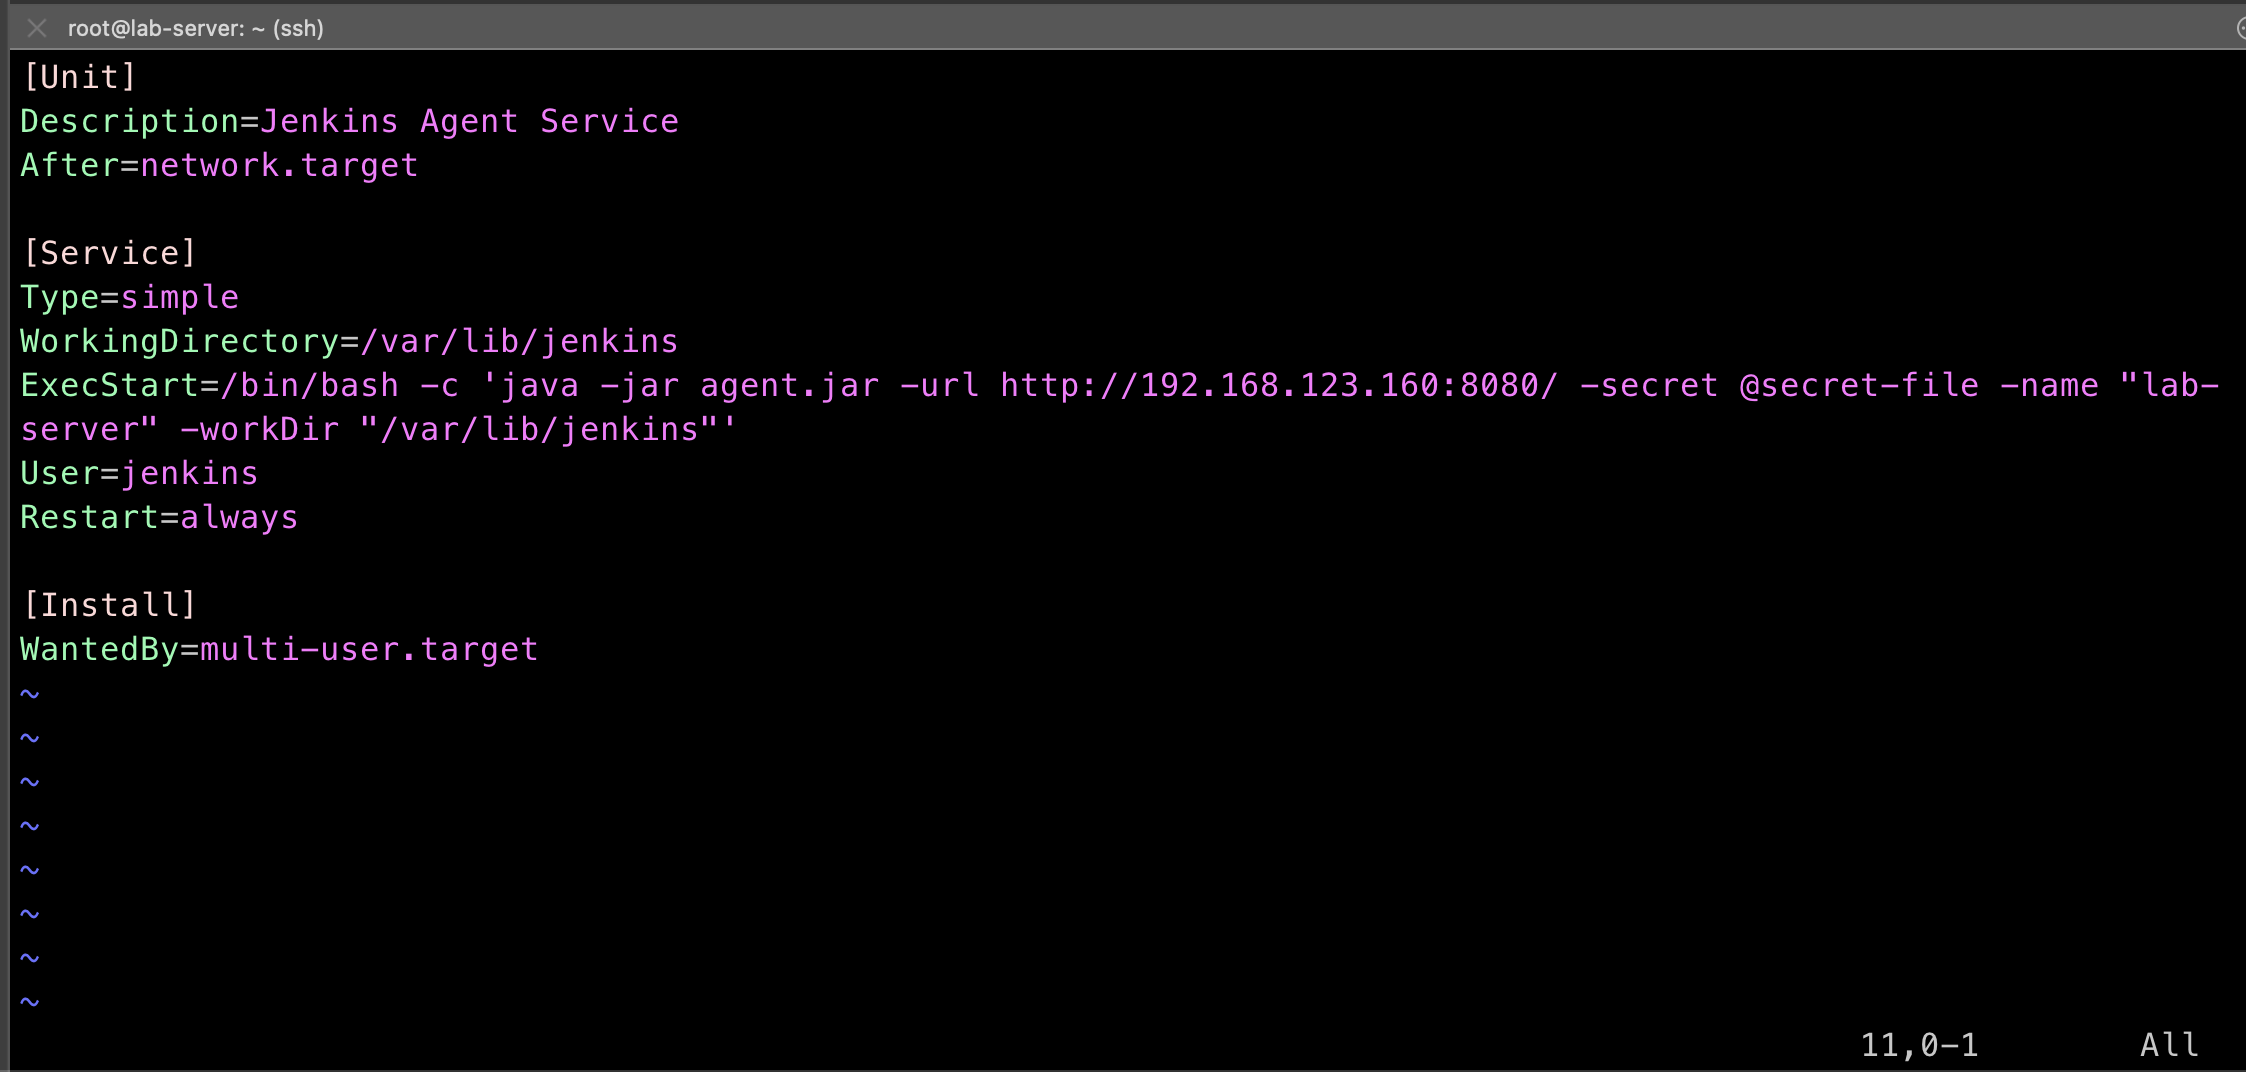 root@lab-server: ~ (ssh)
[Unit]
Description=Jenkins Agent Service
After=network.target
[Service]
Type=simple
WorkingDirectory=/var/lib/jenkins
ExecStart=/bin/bash -c 'java -jar agent.jar -url http://192.168.123.160:8080/ -secret @secret-file -name "lab-
server" -workDir "/var/lib/jenkins"'
User=jenkins
Restart=always
[Install]
WantedBy=multi-user.target
~
~
~
~
~
~
~
~
11,0-1 All